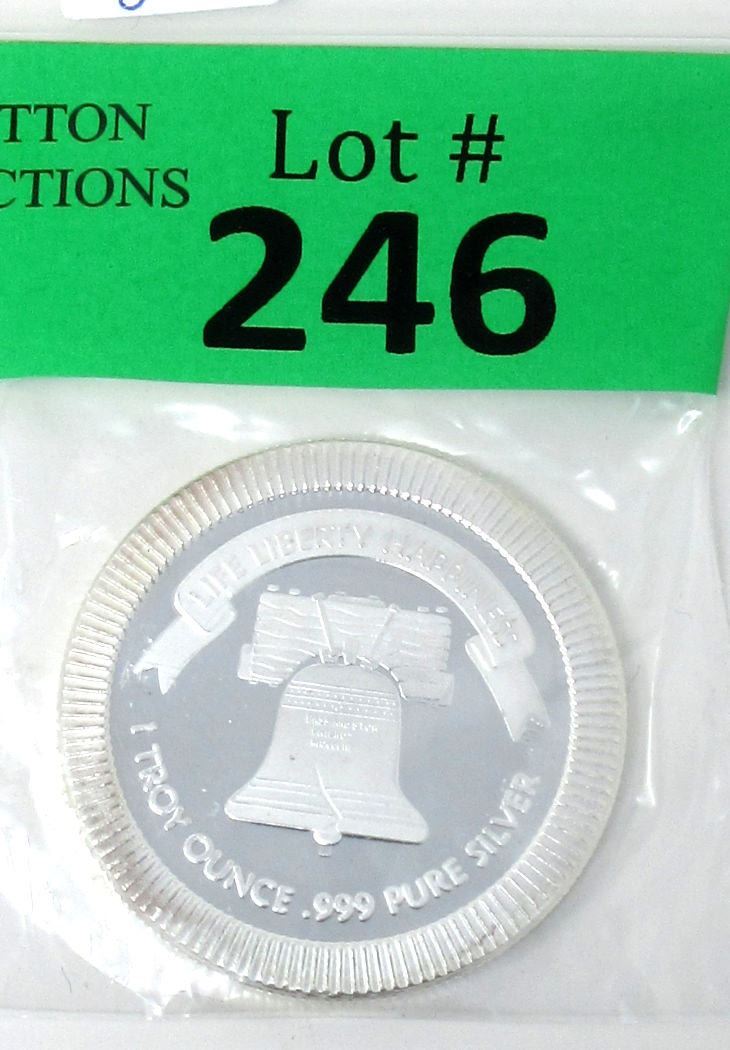 TTON
CTIONS
Lot #
246
LIFE LIBERTY HAPPINESS
1 TROY OUNCE .999 PURE SILVER